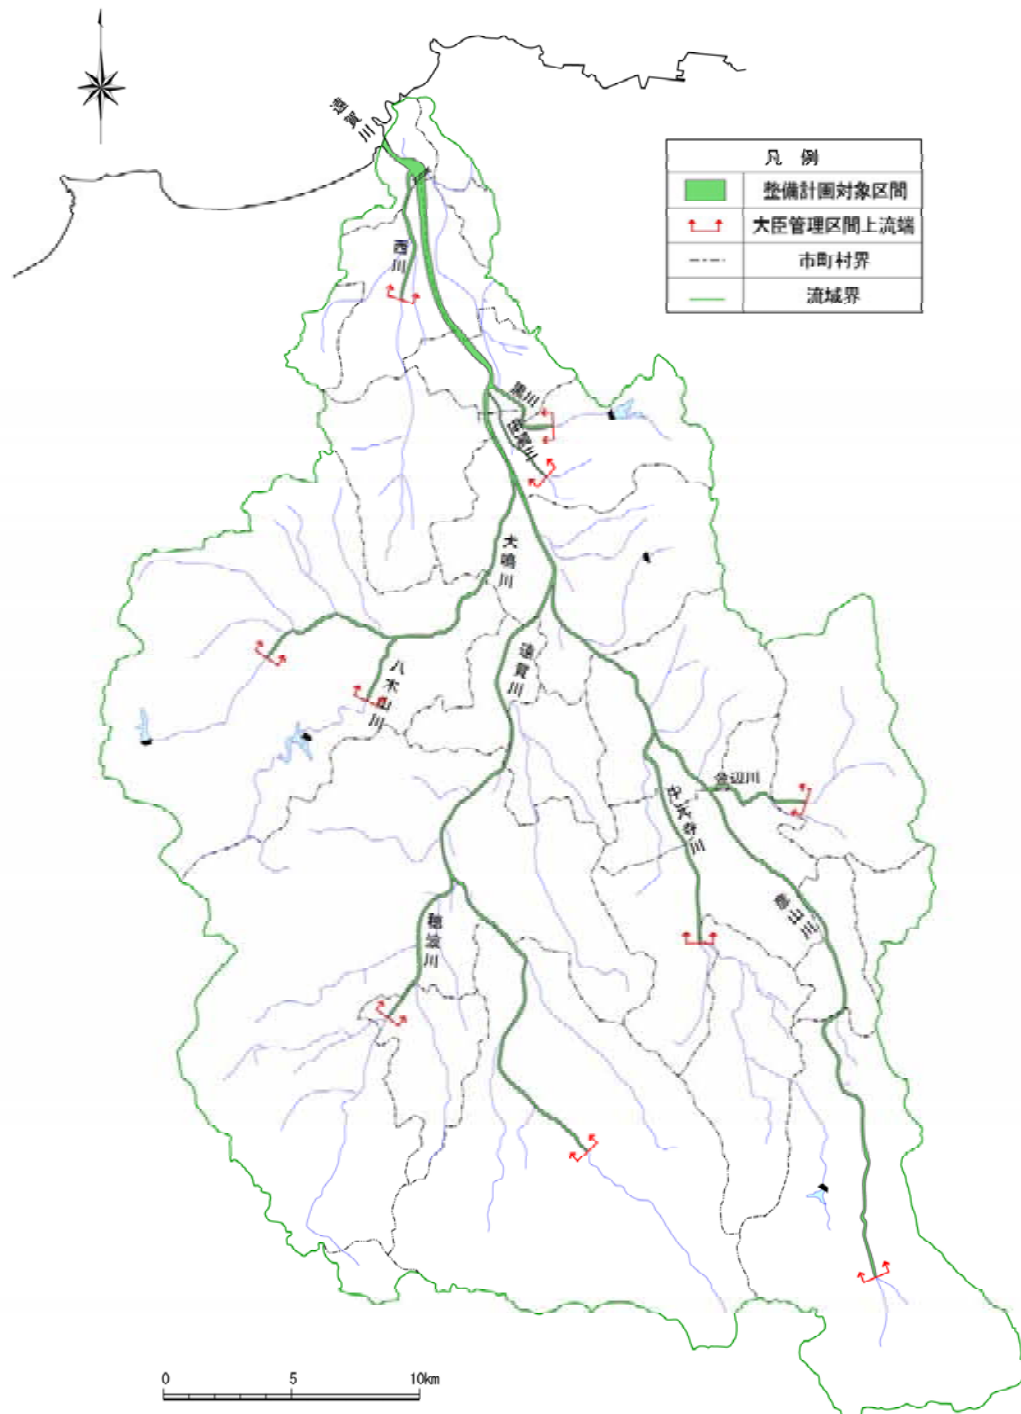 遠賀川
凡 例
整備計画対象区間
大臣管理区間上流端
市町村界
流域界
西川
黒川
笹尾川
犬鳴川
遠賀川
八木山川
金辺川
中元寺川
彦山川
穂波川
0 5 10km